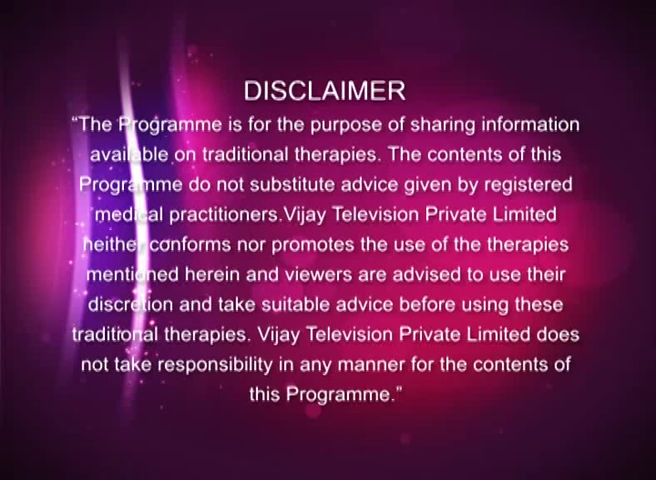 DISCLAIMER
“The Programme is for the purpose of sharing information
available on traditional therapies. The contents of this
Programme do not substitute advice given by registered
medical practitioners.Vijay Television Private Limited
neither conforms nor promotes the use of the therapies
mentioned herein and viewers are advised to use their
discretion and take suitable advice before using these
traditional therapies. Vijay Television Private Limited does
not take responsibility in any manner for the contents of
this Programme.”